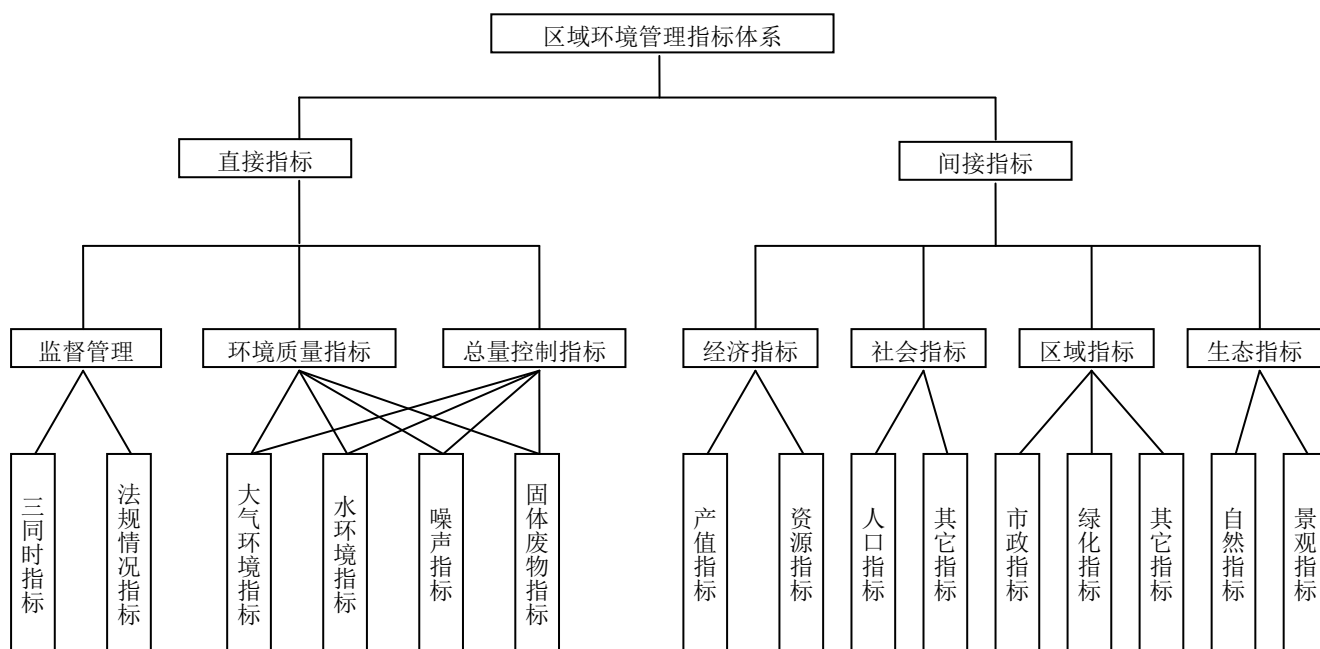 区域环境管理指标体系
直接指标
间接指标
监督管理
环境质量指标
总量控制指标
经济指标
社会指标
区域指标
生态指标
三同时指标
法规情况指标
大气环境指标
水环境指标
噪声指标
固体废物指标
产值指标
资源指标
人口指标
其它指标
市政指标
绿化指标
其它指标
自然指标
景观指标